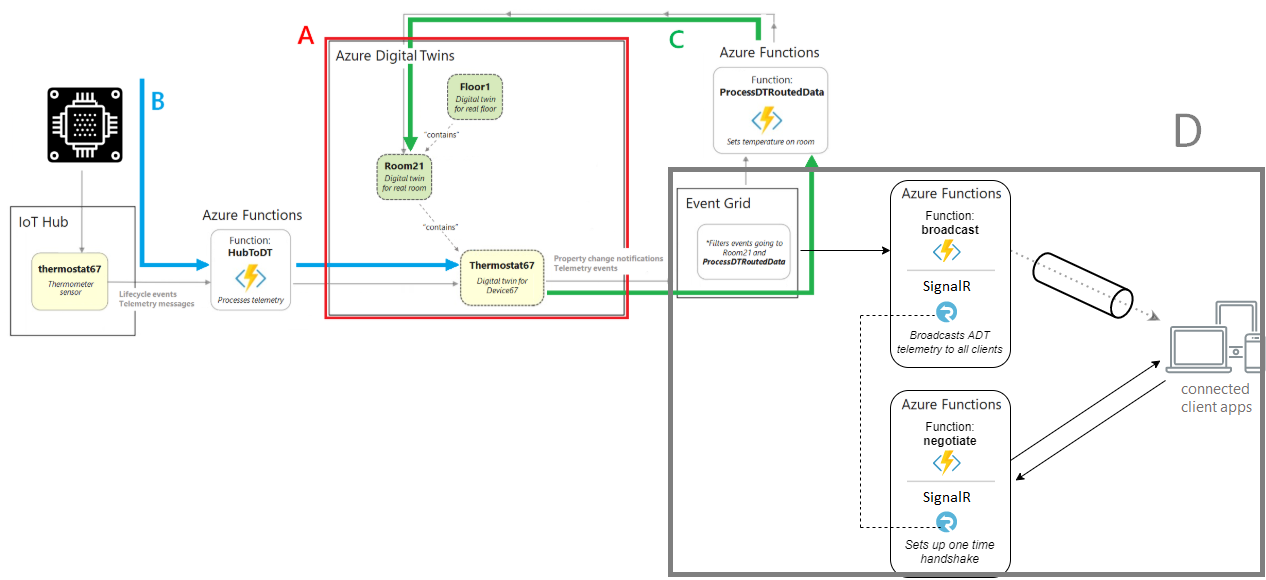 A
C
Azure Functions
Function:
ProcessDTRoutedData
Sets temperature on room
Azure Digital Twins
Floor1
Digital twin
for real floor
"contains"
Room21
Digital twin
for real room
"contains"
B
D
IoT Hub
thermostat67
Thermometer
sensor
Lifecycle events
Telemetry messages
Azure Functions
Function:
HubToDT
Processes telemetry
Thermostat67
Digital twin for
Device67
Property change notifications
Telemetry events
Event Grid
*Filters events going to
Room21 and
ProcessDTRoutedData
Azure Functions
Function:
broadcast
SignalR
Broadcasts ADT
telemetry to all clients
connected
client apps
Azure Functions
Function:
negotiate
SignalR
Sets up one time
handshake